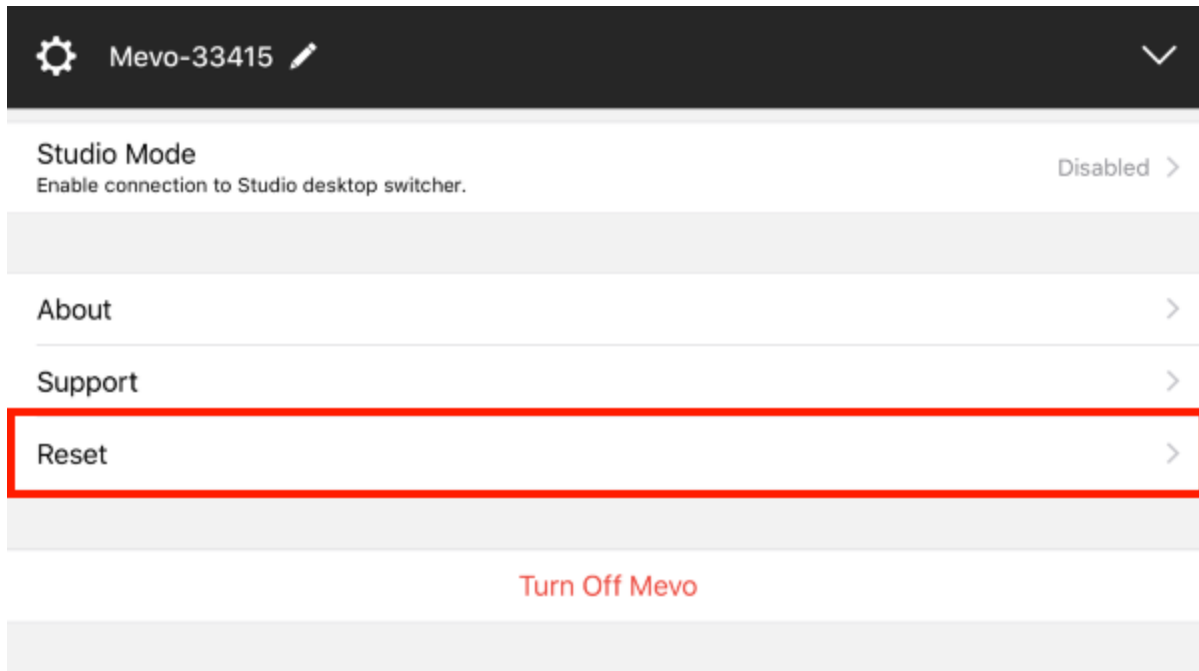 Mevo-33415
Studio Mode
Enable connection to Studio desktop switcher.
Disabled
About
Support
Reset
Turn Off Mevo